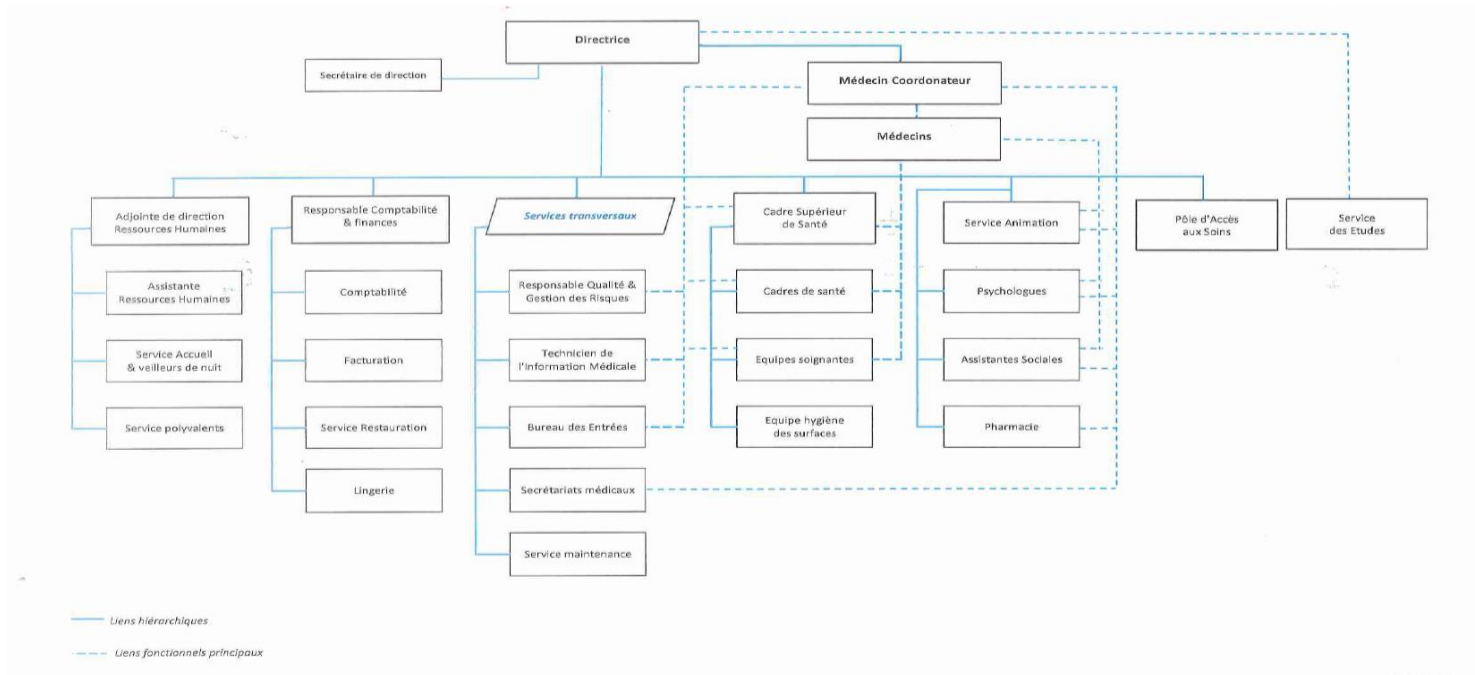 Directrice
Secrétaire de direction
Médecin Coordonateur
Médecins
Adjointe de direction
Ressources Humaines
Assistante
Ressources Humaines
Service Accueil
& veilleurs de nuit
Service polyvalents
Responsable Comptabilité
& finances
Comptabilité
Facturation
Service Restauration
Lingerie
Services transversaux
Responsable Qualité &
Gestion des Risques
Technicien de
l'Information Médicale
Bureau des Entrées
Secrétariats médicaux
Service maintenance
Cadre Supérieur
de Santé
Cadres de santé
Equipes soignantes
Equipe hygiène
des surfaces
Service Animation
Psychologues
Assistantes Sociales
Pharmacie
Pôle d'Accès
aux Soins
Service
des Etudes
Liens hiérarchiques
Liens fonctionnels principaux